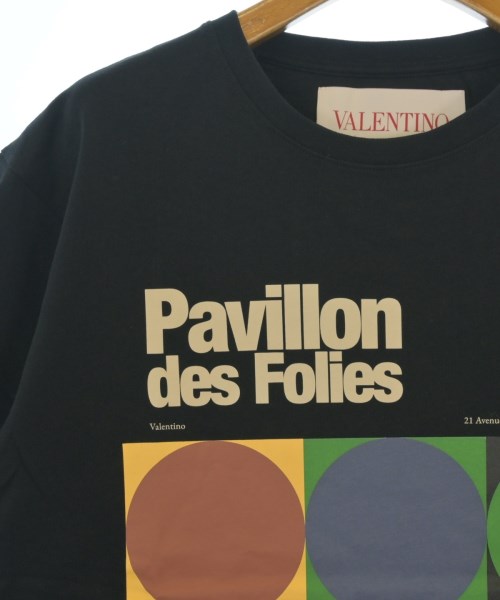 VALENTINO
Pavillon
des Folies
Valentino
21 Avenu